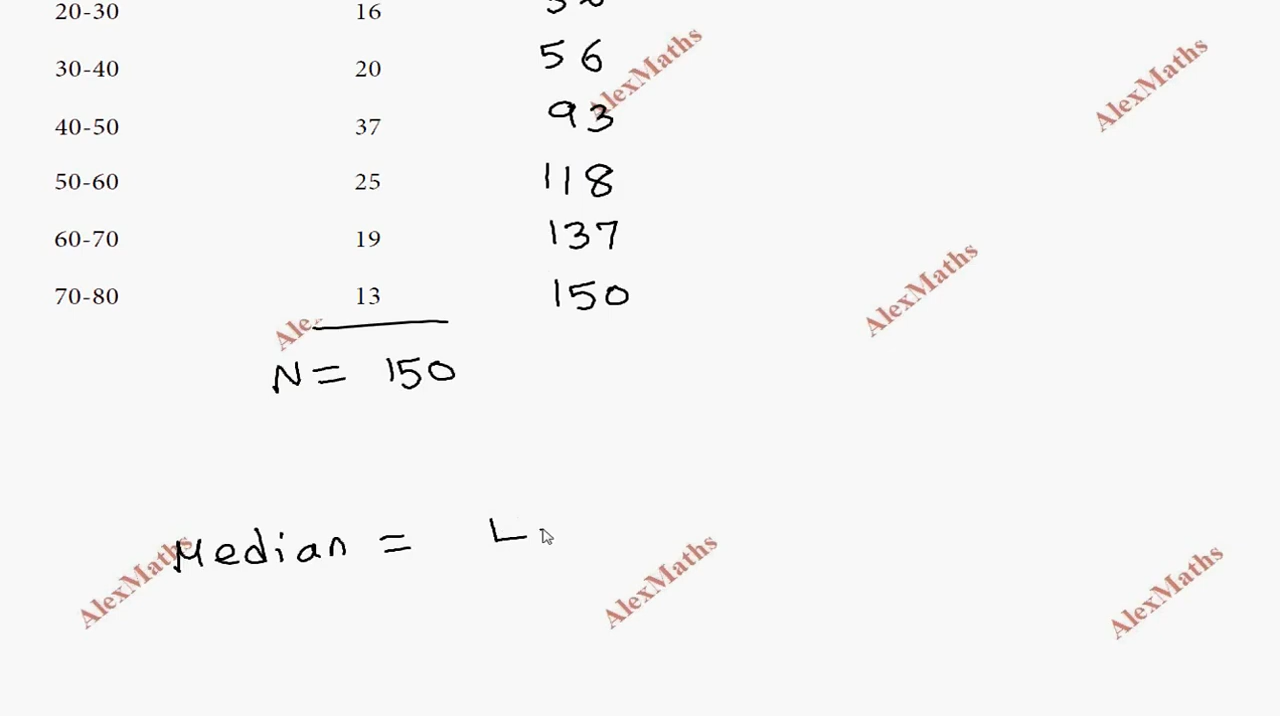 20-30 16
30-40 20 56
40-50 37 93
50-60 25 118
60-70 19 137
70-80 13 150
N = 150
Median = L
AlexMaths
AlexMaths
AlexMaths
AlexMaths
AlexMaths
AlexMaths